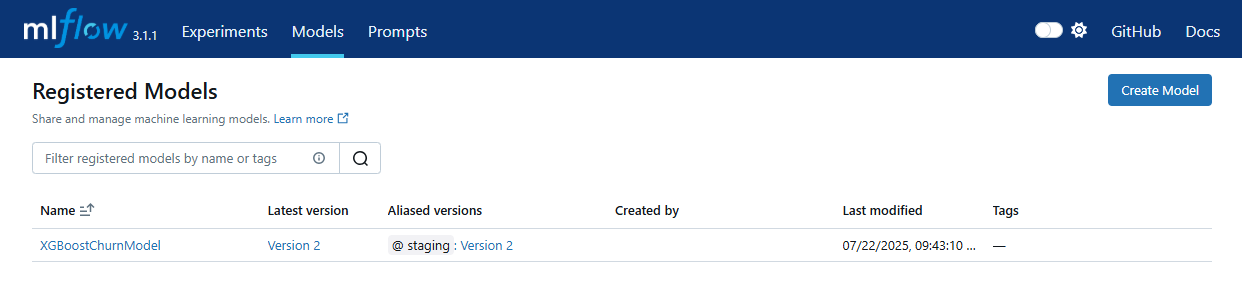 mlflow 3.1.1 Experiments Models Prompts GitHub Docs
Registered Models
Create Model
Share and manage machine learning models. Learn more
Filter registered models by name or tags
Name Latest version Aliased versions Created by Last modified Tags
XGBoostChurnModel Version 2 @ staging : Version 2 07/22/2025, 09:43:10 ... —